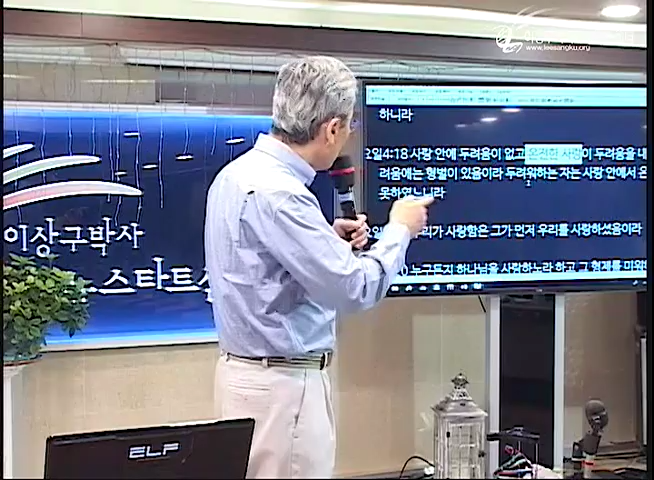 www.leesangku.org
하니라
요일4:18 사랑 안에 두려움이 없고 온전한 사랑이 두려움을 내
려움에는 형벌이 있음이라 두려워하는 자는 사랑 안에서 온
못하였느니라
우리가 사랑함은 그가 먼저 우리를 사랑하셨음이라
누구든지 하나님을 사랑하노라 하고 그 형제를 미워
이상구박사
스타트
ELF